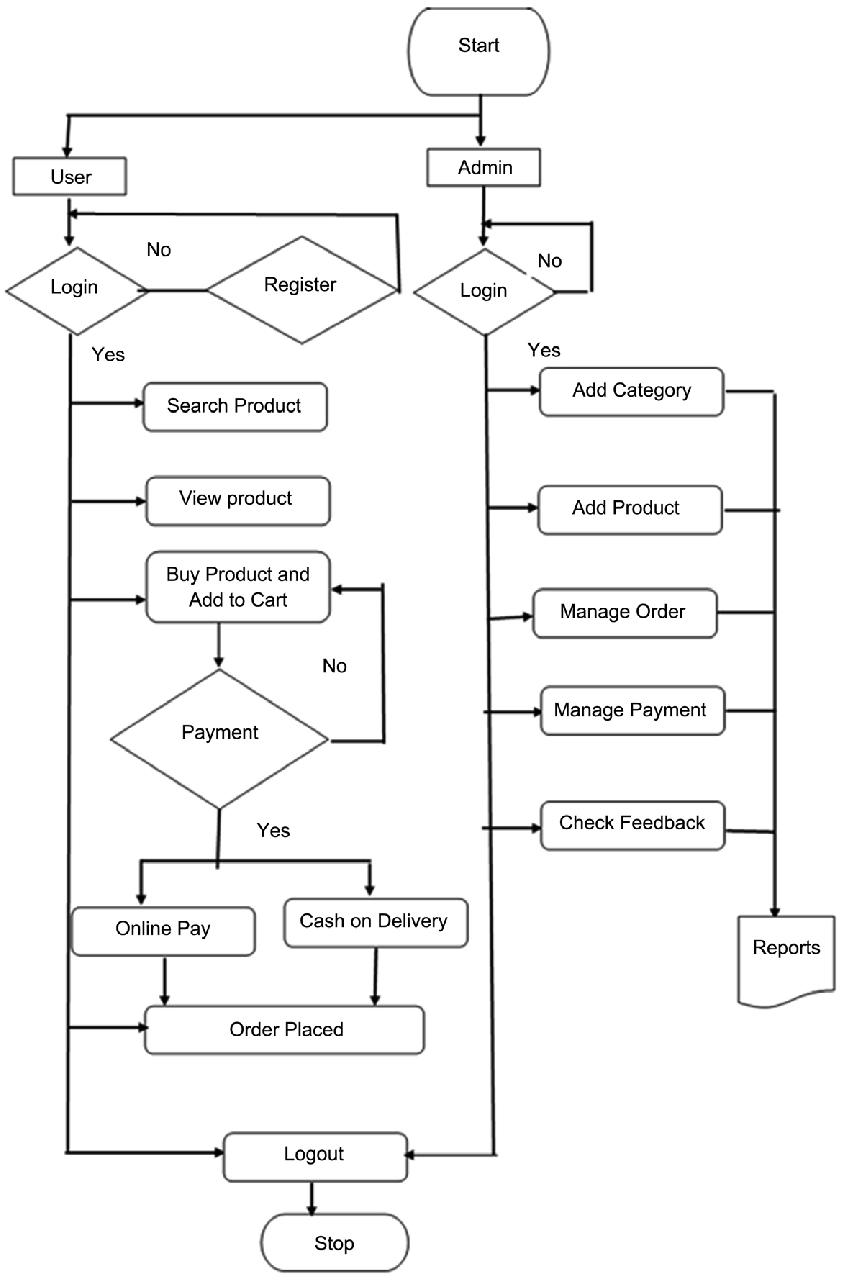 Start
User
Admin
No
Login
Register
No
Login
Yes
Yes
Search Product
Add Category
View product
Add Product
Buy Product and
Add to Cart
Manage Order
No
Payment
Manage Payment
Yes
Check Feedback
Online Pay
Cash on Delivery
Reports
Order Placed
Logout
Stop